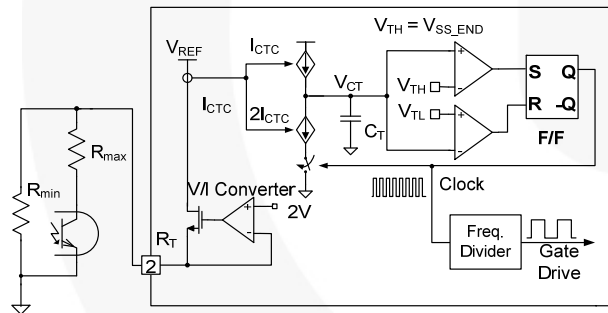 V_TH = V_SS_END
V_REF
I_CTC
V_CT
S Q
I_CTC
V_TH
2I_CTC
V_TL
R -Q
C_T
F/F
R_max
R_min
V/I Converter
Clock
2V
R_T
2
Freq. Divider
Gate Drive